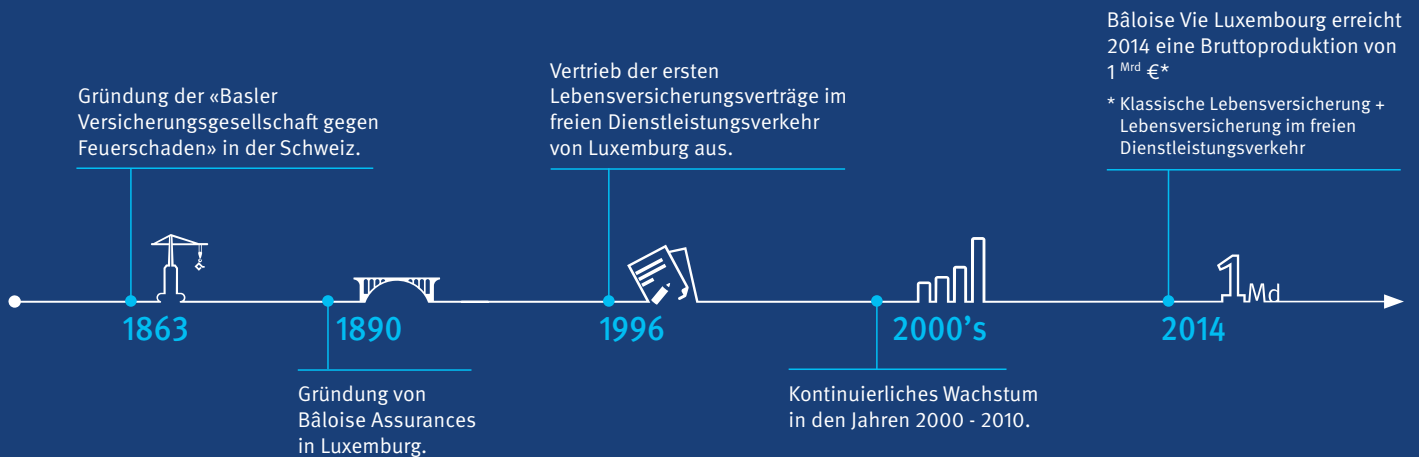 Gründung der «Basler
Versicherungsgesellschaft gegen
Feuerschaden» in der Schweiz.
1863
1890
Gründung von
Bâloise Assurances
in Luxemburg.
Vertrieb der ersten
Lebensversicherungsverträge im
freien Dienstleistungsverkehr
von Luxemburg aus.
1996
2000's
Kontinuierliches Wachstum
in den Jahren 2000 - 2010.
Bâloise Vie Luxembourg erreicht
2014 eine Bruttoproduktion von
1 Mrd €*
* Klassische Lebensversicherung +
Lebensversicherung im freien
Dienstleistungsverkehr
2014
1Md